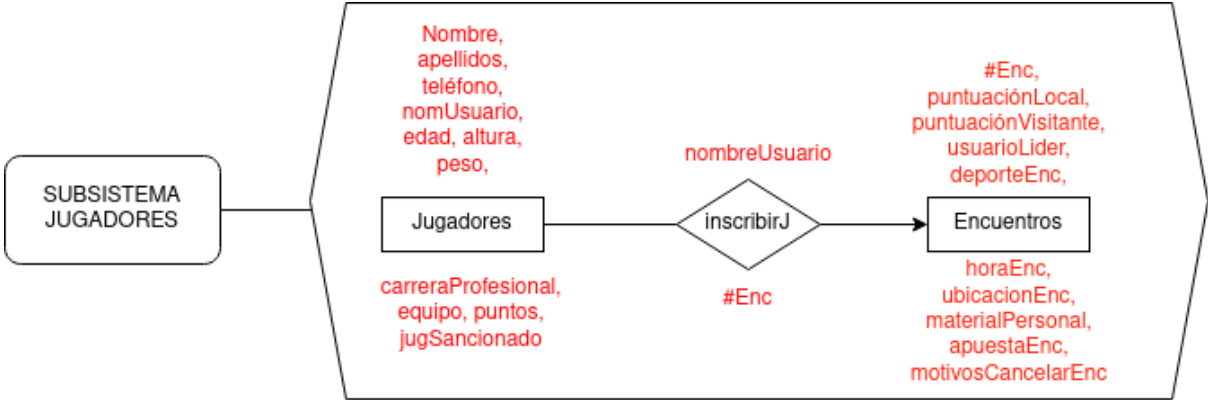 SUBSISTEMA
JUGADORES
Nombre,
apellidos,
teléfono,
nomUsuario,
edad, altura,
peso,
Jugadores
carreraProfesional,
equipo, puntos,
jugSancionado
nombreUsuario
inscribirJ
#Enc
#Enc,
puntuaciónLocal,
puntuaciónVisitante,
usuarioLider,
deporteEnc,
Encuentros
horaEnc,
ubicacionEnc,
materialPersonal,
apuestaEnc,
motivosCancelarEnc